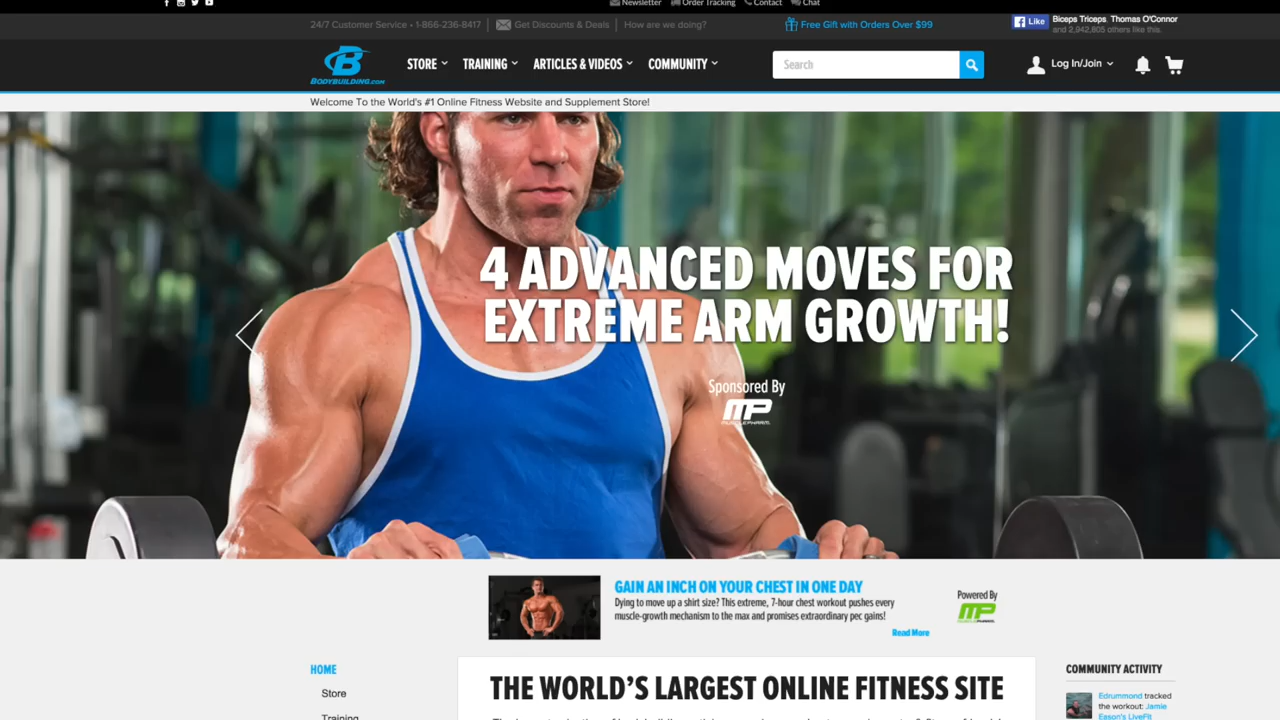 Newsletter Order Tracking Contact Chat
24/7 Customer Service • 1-866-236-8417 Get Discounts & Deals How are we doing? Free Gift with Orders Over $99
Like Biceps Triceps, Thomas O'Connor
and 2,942,805 others like this.
BODYBUILDING.COM
STORE TRAINING ARTICLES & VIDEOS COMMUNITY Search Log In/Join
Welcome To the World's #1 Online Fitness Website and Supplement Store!
4 ADVANCED MOVES FOR
EXTREME ARM GROWTH!
Sponsored By
MP
MUSCLEPHARM
GAIN AN INCH ON YOUR CHEST IN ONE DAY
Dying to move up a shirt size? This extreme, 7-hour chest workout pushes every
muscle-growth mechanism to the max and promises extraordinary pec gains!
Read More
Powered By
MP
MUSCLEPHARM
HOME
Store
Training
THE WORLD'S LARGEST ONLINE FITNESS SITE
COMMUNITY ACTIVITY
Edrummond tracked
the workout: Jamie
Eason's LiveFit